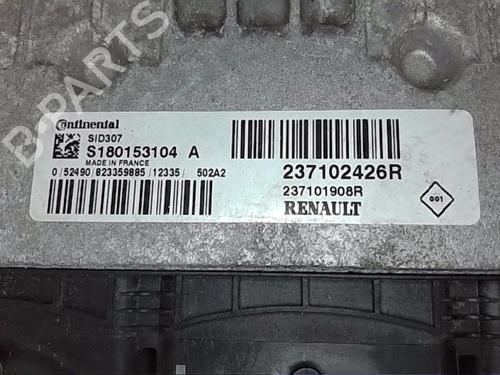 Continental
SID307
S180153104 A
MADE IN FRANCE
0/52490/823359885/12335/ 502A2
237102426R
237101908R
RENAULT
001
B-PARTS